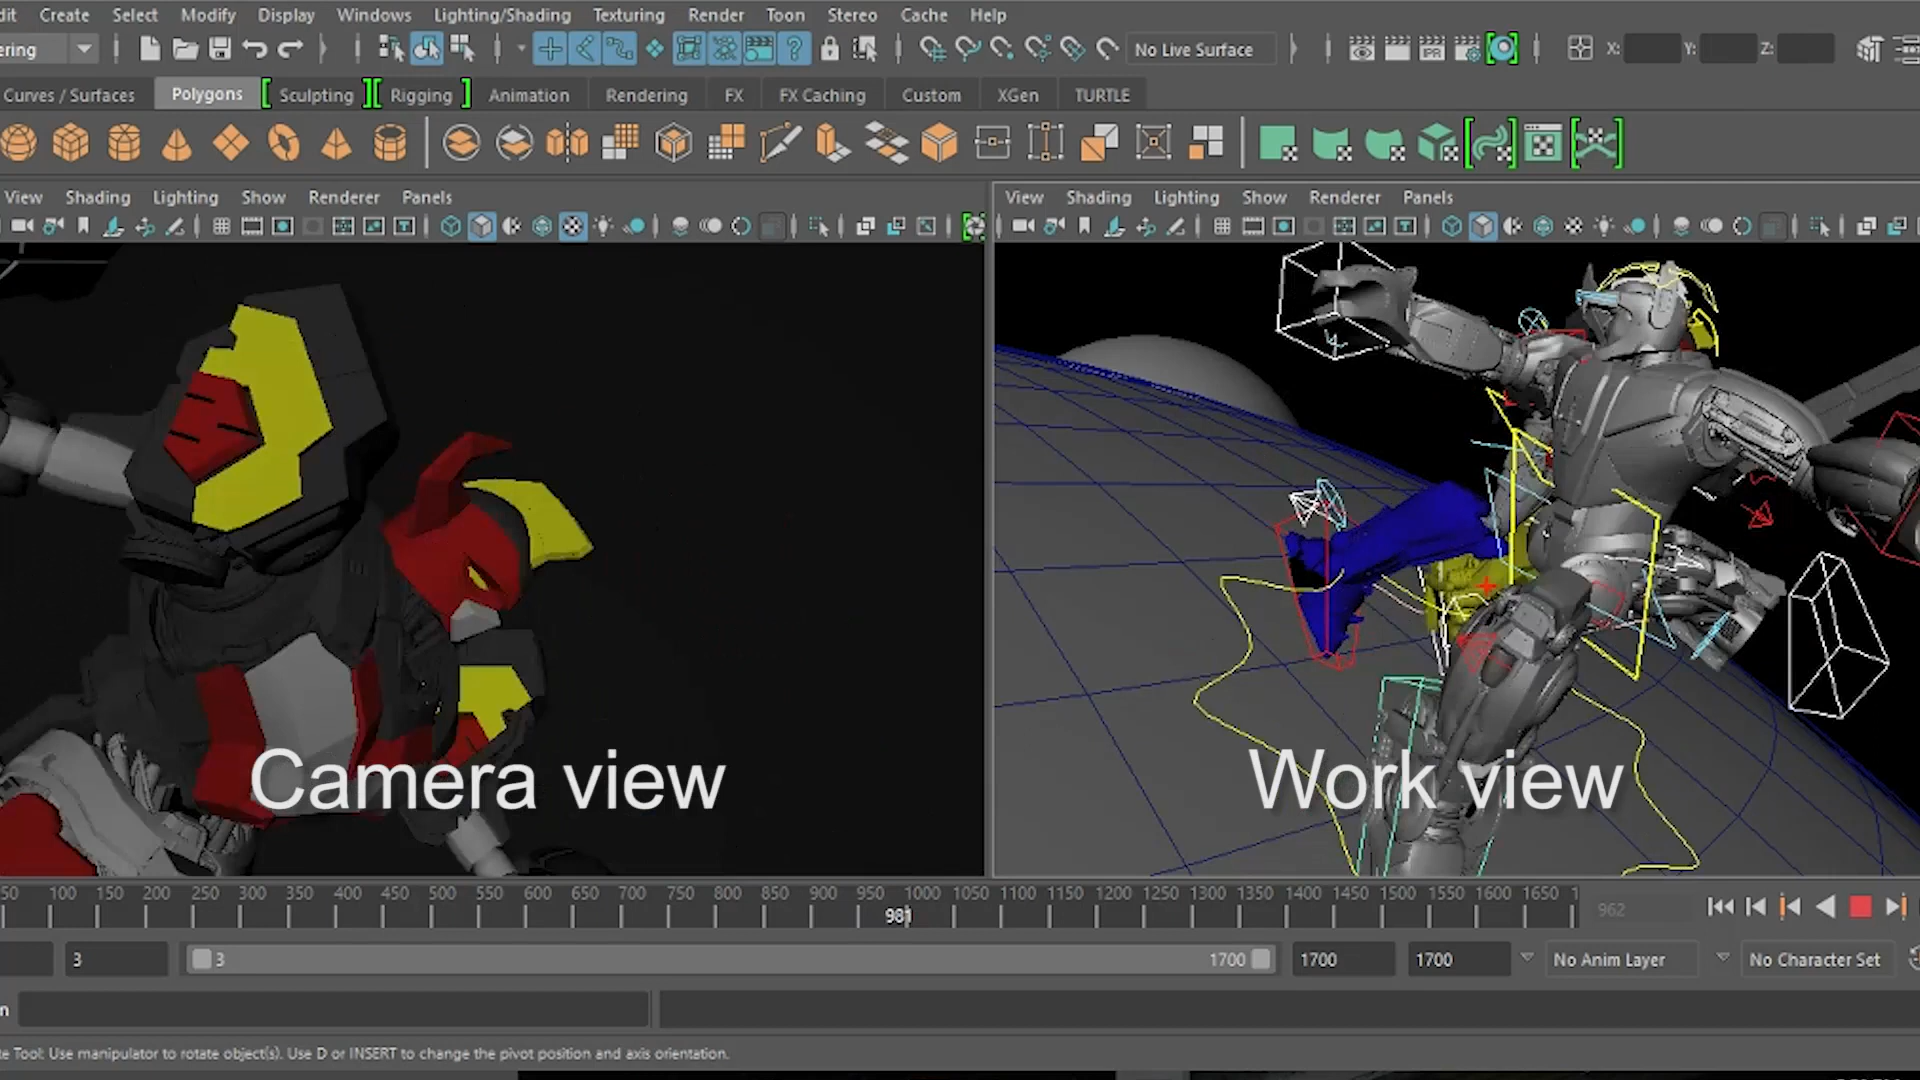 dit Create Select Modify Display Windows Lighting/Shading Texturing Render Toon Stereo Cache Help
ering No Live Surface X: Y: Z:
Curves / Surfaces Polygons Sculpting Rigging Animation Rendering FX FX Caching Custom XGen TURTLE
View Shading Lighting Show Renderer Panels
View Shading Lighting Show Renderer Panels
Camera view
Work view
50 100 150 200 250 300 350 400 450 500 550 600 650 700 750 800 850 900 950 1000 1050 1100 1150 1200 1250 1300 1350 1400 1450 1500 1550 1600 1650 1
981
962
3 3 1700 1700 1700 No Anim Layer No Character Set
n
te Tool: Use manipulator to rotate object(s). Use D or INSERT to change the pivot position and axis orientation.